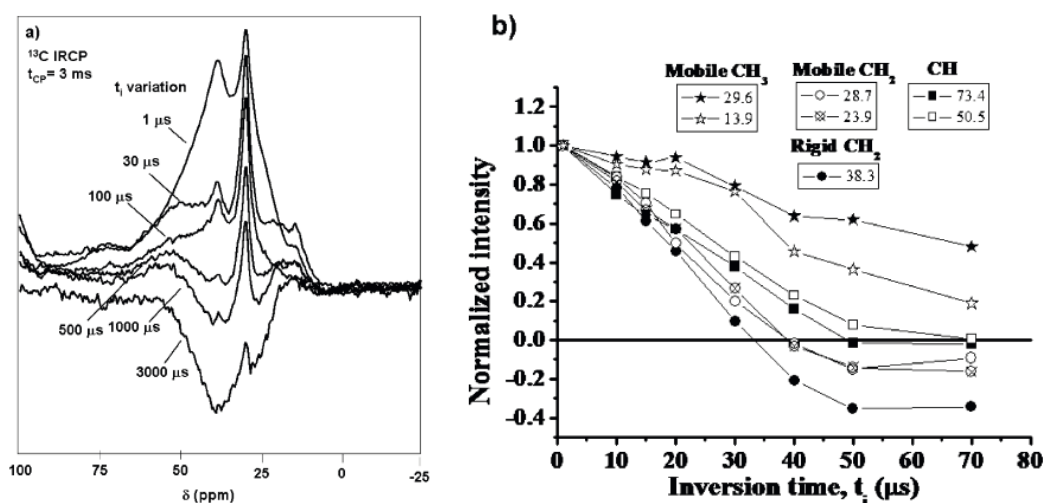 a)
¹³C IRCP
t_CP= 3 ms
t_i variation
1 µs
30 µs
100 µs
500 µs
1000 µs
3000 µs
100 75 50 25 0 -25
δ (ppm)
b)
Mobile CH₃ Mobile CH₂ CH
29.6 28.7 73.4
13.9 23.9 50.5
Rigid CH₂
38.3
1.2
1.0
0.8
0.6
0.4
0.2
0.0
-0.2
-0.4
Normalized intensity
0 10 20 30 40 50 60 70 80
Inversion time, t_i (µs)